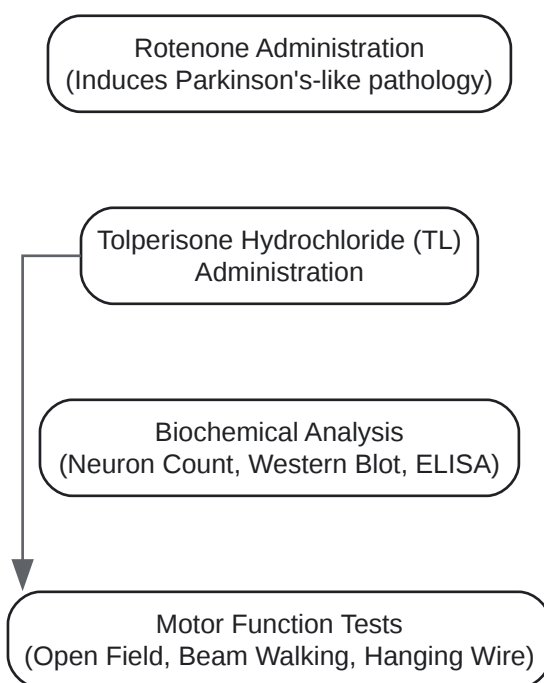 Rotenone Administration
(Induces Parkinson's-like pathology)
Tolperisone Hydrochloride (TL)
Administration
Biochemical Analysis
(Neuron Count, Western Blot, ELISA)
Motor Function Tests
(Open Field, Beam Walking, Hanging Wire)